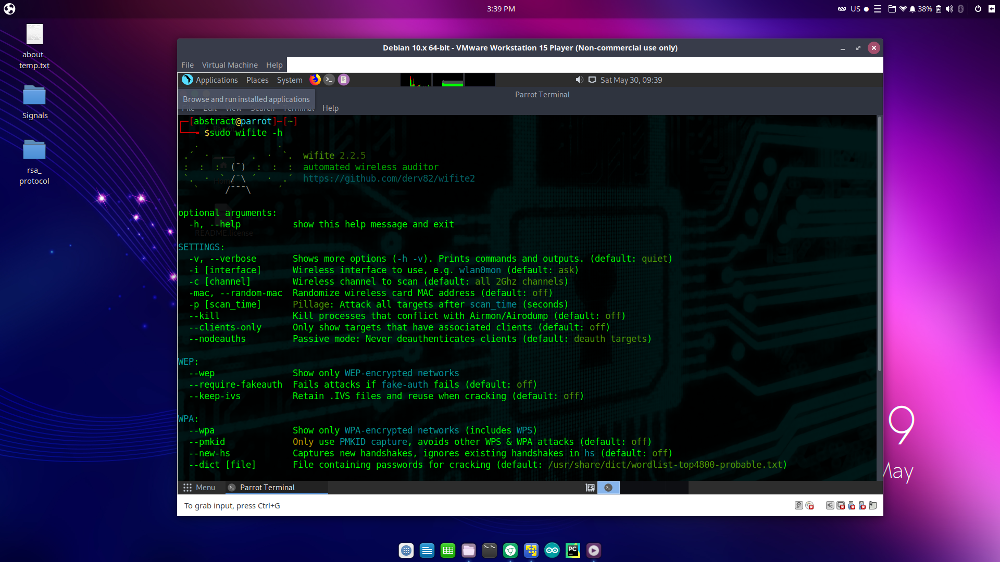 3:39 PM
US
38%
about_
temp.txt
Signals
rsa_
protocol
Debian 10.x 64-bit - VMware Workstation 15 Player (Non-commercial use only)
File Virtual Machine Help
Applications Places System
Sat May 30, 09:39
Browse and run installed applications
Parrot Terminal
File Edit View Search Terminal Help
[abstract@parrot]-[~]
$sudo wifite -h
wifite 2.2.5
automated wireless auditor
https://github.com/derv82/wifite2
Home
README.license
optional arguments:
-h, --help show this help message and exit
SETTINGS:
-v, --verbose Shows more options (-h -v). Prints commands and outputs. (default: quiet)
-i [interface] Wireless interface to use, e.g. wlan0mon (default: ask)
-c [channel] Wireless channel to scan (default: all 2Ghz channels)
-mac, --random-mac Randomize wireless card MAC address (default: off)
-p [scan_time] Pillage: Attack all targets after scan_time (seconds)
--kill Kill processes that conflict with Airmon/Airodump (default: off)
--clients-only Only show targets that have associated clients (default: off)
--nodeauths Passive mode: Never deauthenticates clients (default: deauth targets)
WEP:
--wep Show only WEP-encrypted networks
--require-fakeauth Fails attacks if fake-auth fails (default: off)
--keep-ivs Retain .IVS files and reuse when cracking (default: off)
WPA:
--wpa Show only WPA-encrypted networks (includes WPS)
--pmkid Only use PMKID capture, avoids other WPS & WPA attacks (default: off)
--new-hs Captures new handshakes, ignores existing handshakes in hs (default: off)
--dict [file] File containing passwords for cracking (default: /usr/share/dict/wordlist-top4800-probable.txt)
9
May
Menu Parrot Terminal
To grab input, press Ctrl+G
PC